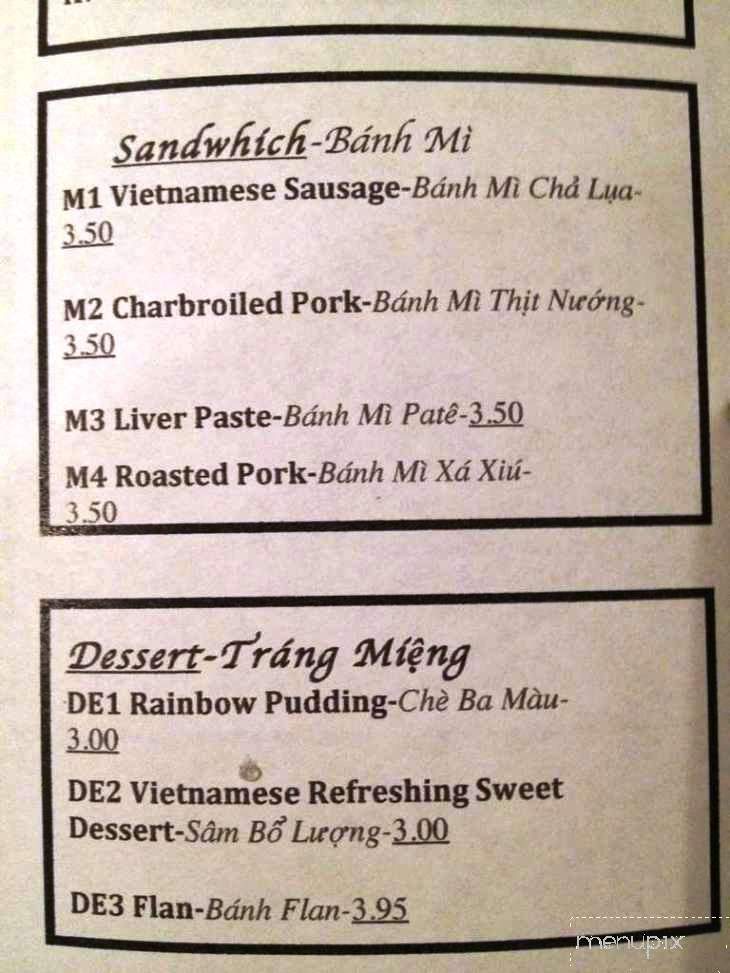 Sandwhich-Bánh Mì
M1 Vietnamese Sausage-Bánh Mì Chả Lụa-
3.50
M2 Charbroiled Pork-Bánh Mì Thịt Nướng-
3.50
M3 Liver Paste-Bánh Mì Patê-3.50
M4 Roasted Pork-Bánh Mì Xá Xiú-
3.50
Dessert-Tráng Miệng
DE1 Rainbow Pudding-Chè Ba Màu-
3.00
DE2 Vietnamese Refreshing Sweet
Dessert-Sâm Bổ Lượng-3.00
DE3 Flan-Bánh Flan-3.95
menupix